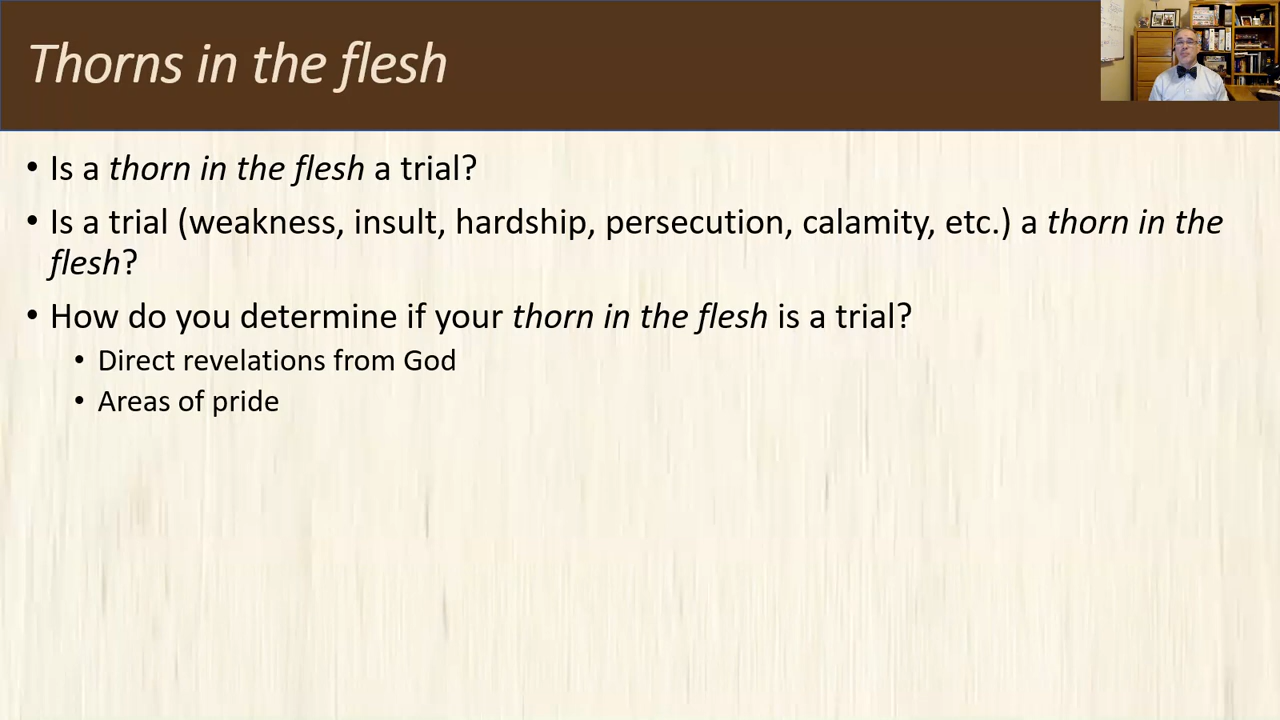 Thorns in the flesh
• Is a thorn in the flesh a trial?
• Is a trial (weakness, insult, hardship, persecution, calamity, etc.) a thorn in the
flesh?
• How do you determine if your thorn in the flesh is a trial?
• Direct revelations from God
• Areas of pride